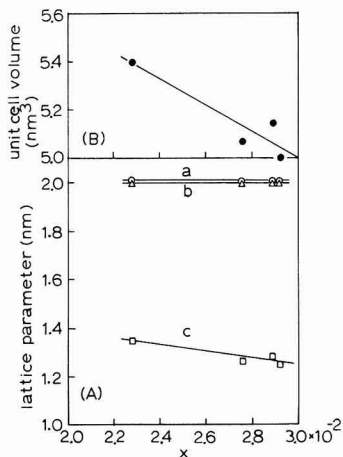 unit cell volume
(nm³)
5.6
5.4
5.2
5.0
(B)
lattice parameter (nm)
2.0
1.8
1.6
1.4
1.2
1.0
a
b
c
(A)
2.0 2.2 2.4 2.6 2.8 3.0×10⁻²
x